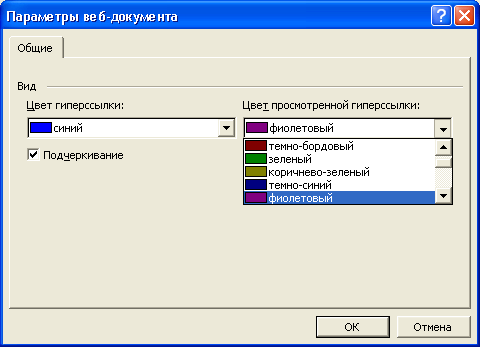 Параметры веб-документа
Общие
Вид
Цвет гиперссылки:
Цвет просмотренной гиперссылки:
синий
фиолетовый
Подчеркивание
темно-бордовый
зеленый
коричнево-зеленый
темно-синий
фиолетовый
ОК
Отмена